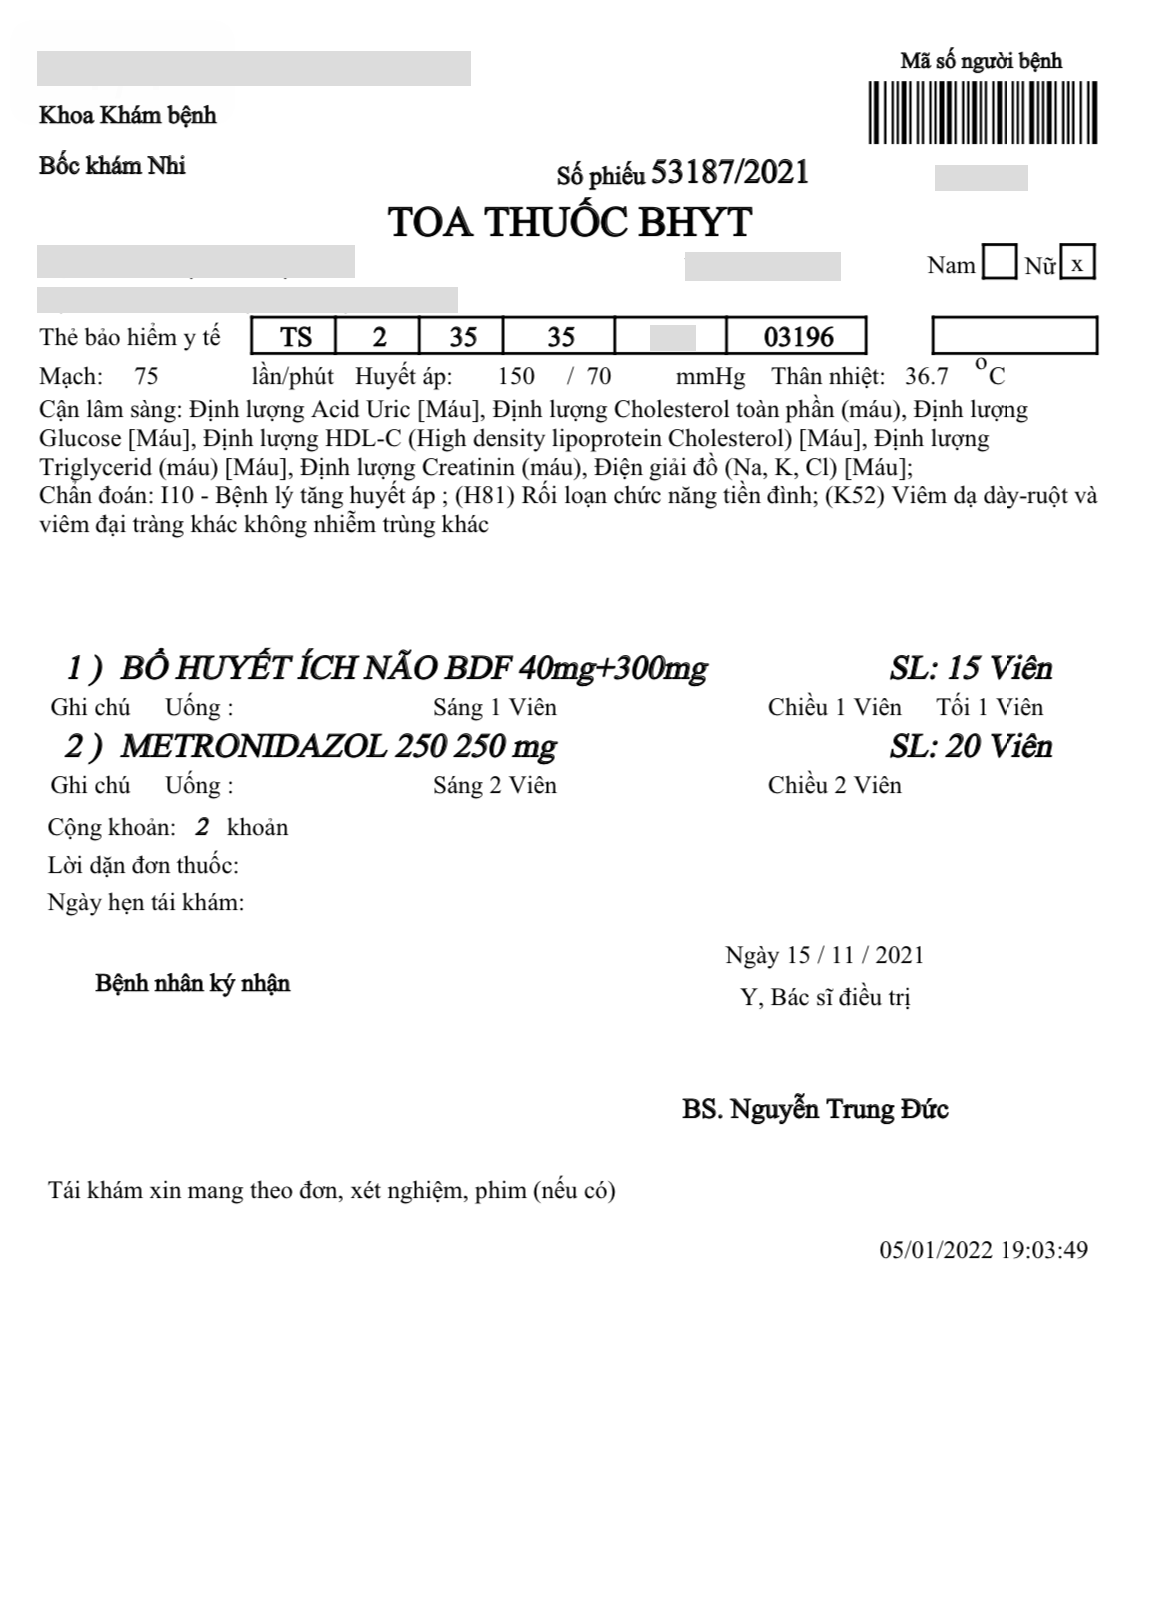 Mã số người bệnh
Khoa Khám bệnh
Bốc khám Nhi
Số phiếu 53187/2021
TOA THUỐC BHYT
Nam Nữ x
Thẻ bảo hiểm y tế TS 2 35 35 03196
Mạch: 75 lần/phút Huyết áp: 150 / 70 mmHg Thân nhiệt: 36.7 °C
Cận lâm sàng: Định lượng Acid Uric [Máu], Định lượng Cholesterol toàn phần (máu), Định lượng
Glucose [Máu], Định lượng HDL-C (High density lipoprotein Cholesterol) [Máu], Định lượng
Triglycerid (máu) [Máu], Định lượng Creatinin (máu), Điện giải đồ (Na, K, Cl) [Máu];
Chẩn đoán: I10 - Bệnh lý tăng huyết áp ; (H81) Rối loạn chức năng tiền đình; (K52) Viêm dạ dày-ruột và
viêm đại tràng khác không nhiễm trùng khác
1 ) BỔ HUYẾT ÍCH NÃO BDF 40mg+300mg SL: 15 Viên
Ghi chú Uống : Sáng 1 Viên Chiều 1 Viên Tối 1 Viên
2 ) METRONIDAZOL 250 250 mg SL: 20 Viên
Ghi chú Uống : Sáng 2 Viên Chiều 2 Viên
Cộng khoản: 2 khoản
Lời dặn đơn thuốc:
Ngày hẹn tái khám:
Ngày 15 / 11 / 2021
Bệnh nhân ký nhận
Y, Bác sĩ điều trị
BS. Nguyễn Trung Đức
Tái khám xin mang theo đơn, xét nghiệm, phim (nếu có)
05/01/2022 19:03:49